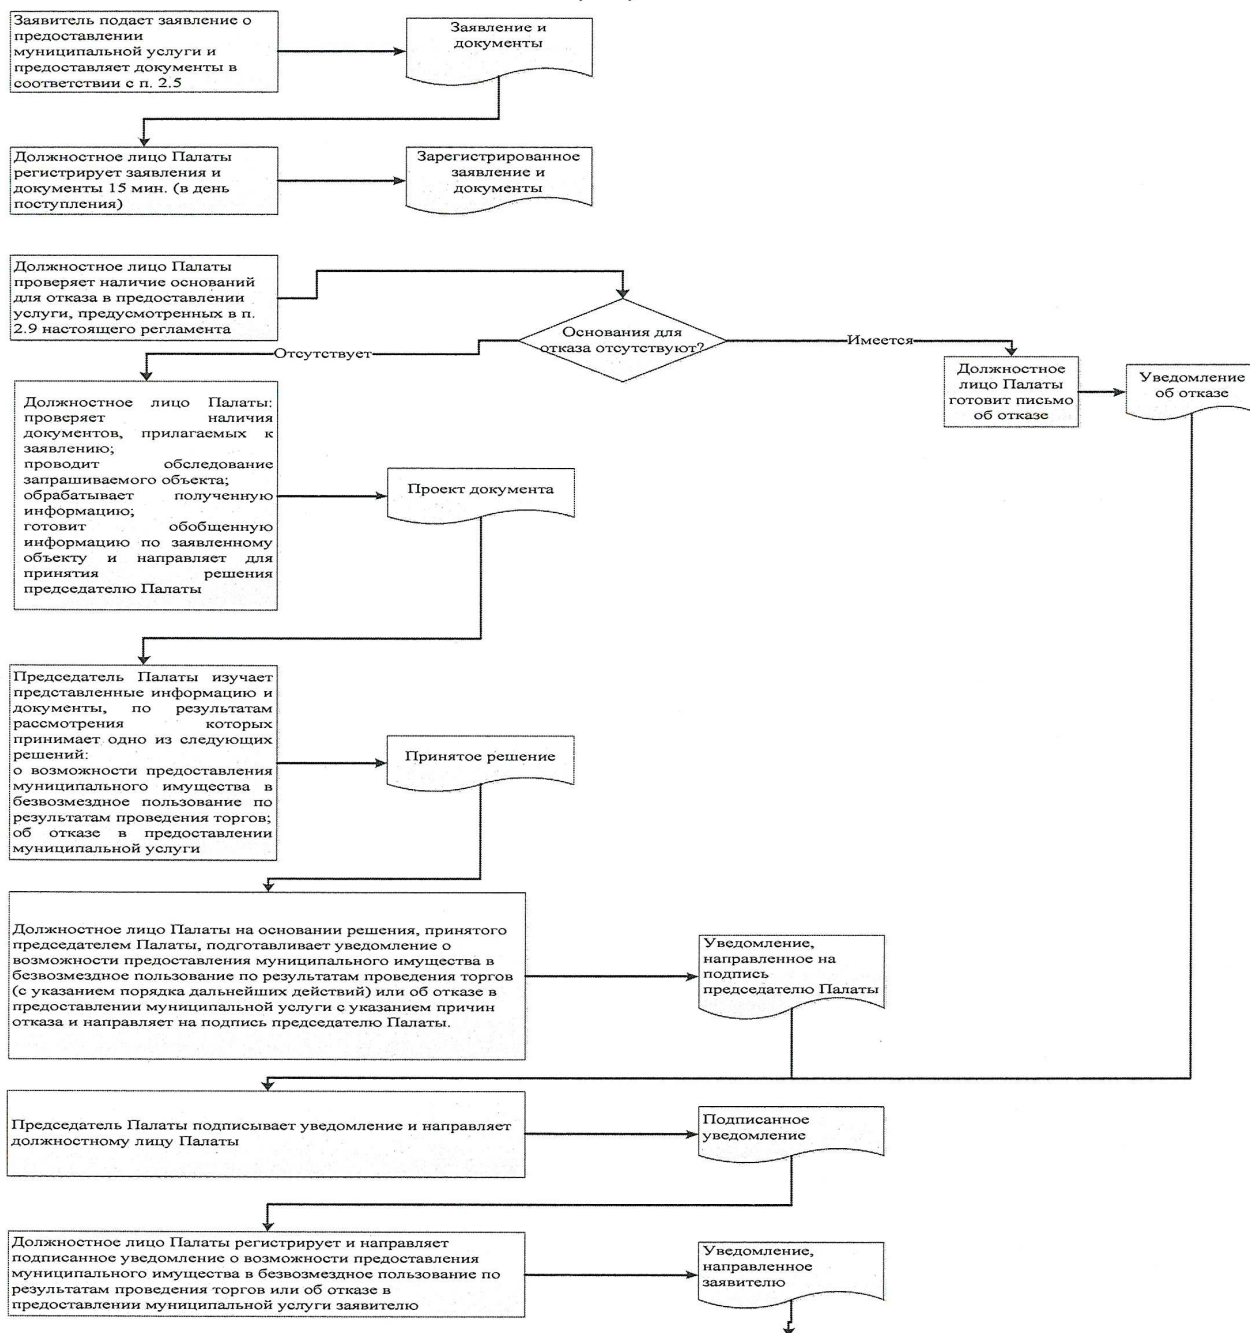 Заявитель подает заявление о
предоставлении
муниципальной услуги и
предоставляет документы в
соответствии с п. 2.5
Заявление и
документы
Должностное лицо Палаты
регистрирует заявления и
документы 15 мин. (в день
поступления)
Зарегистрированное
заявление и
документы
Должностное лицо Палаты
проверяет наличие оснований
для отказа в предоставлении
услуги, предусмотренных в п.
2.9 настоящего регламента
Основания для
отказа отсутствуют?
Отсутствует
Имеется
Должностное
лицо Палаты
готовит письмо
об отказе
Уведомление
об отказе
Должностное лицо Палаты:
проверяет наличия
документов, прилагаемых к
заявлению;
проводит обследование
запрашиваемого объекта;
обрабатывает полученную
информацию;
готовит обобщенную
информацию по заявленному
объекту и направляет для
принятия решения
председателю Палаты
Проект документа
Председатель Палаты изучает
представленные информацию и
документы, по результатам
рассмотрения которых
принимает одно из следующих
решений:
о возможности предоставления
муниципального имущества в
безвозмездное пользование по
результатам проведения торгов;
об отказе в предоставлении
муниципальной услуги
Принятое решение
Должностное лицо Палаты на основании решения, принятого
председателем Палаты, подготавливает уведомление о
возможности предоставления муниципального имущества в
безвозмездное пользование по результатам проведения торгов
(с указанием порядка дальнейших действий) или об отказе в
предоставлении муниципальной услуги с указанием причин
отказа и направляет на подпись председателю Палаты.
Уведомление,
направленное на
подпись
председателю Палаты
Председатель Палаты подписывает уведомление и направляет
должностному лицу Палаты
Подписанное
уведомление
Должностное лицо Палаты регистрирует и направляет
подписанное уведомление о возможности предоставления
муниципального имущества в безвозмездное пользование по
результатам проведения торгов или об отказе в
предоставлении муниципальной услуги заявителю
Уведомление,
направленное
заявителю